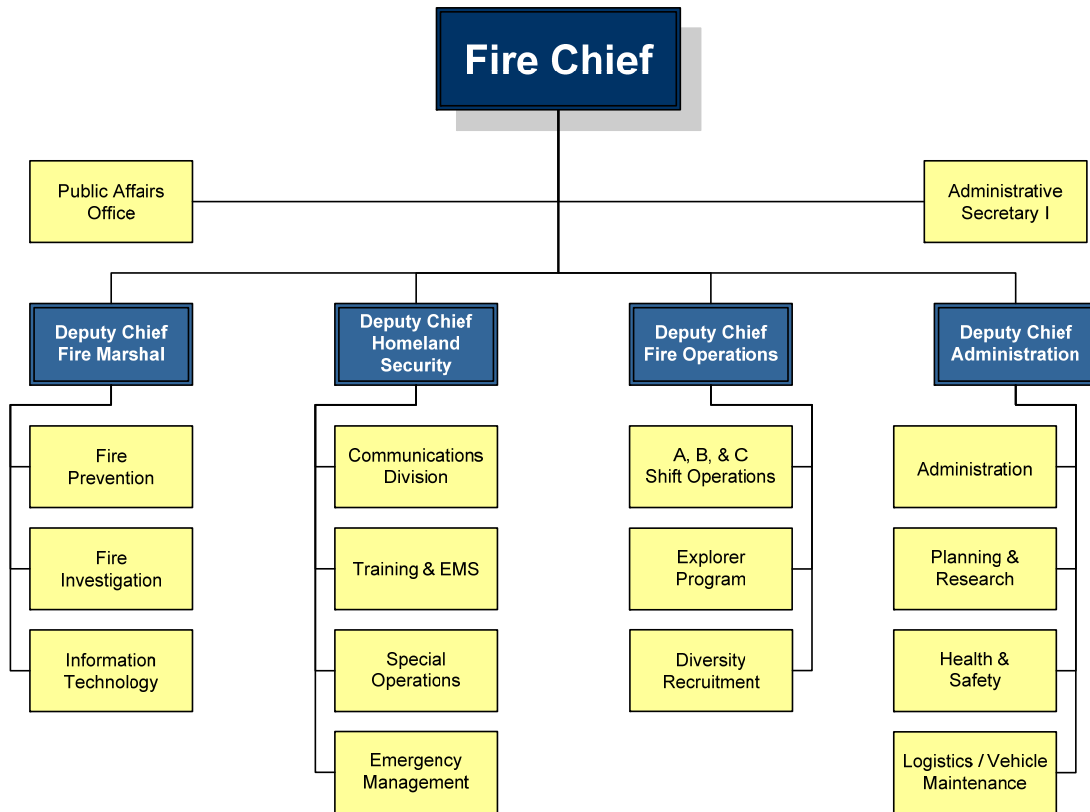 Fire Chief
Public Affairs
Office
Administrative
Secretary I
Deputy Chief
Fire Marshal
Deputy Chief
Homeland
Security
Deputy Chief
Fire Operations
Deputy Chief
Administration
Fire
Prevention
Communications
Division
A, B, & C
Shift Operations
Administration
Fire
Investigation
Training & EMS
Explorer
Program
Planning &
Research
Information
Technology
Special
Operations
Diversity
Recruitment
Health &
Safety
Emergency
Management
Logistics / Vehicle
Maintenance